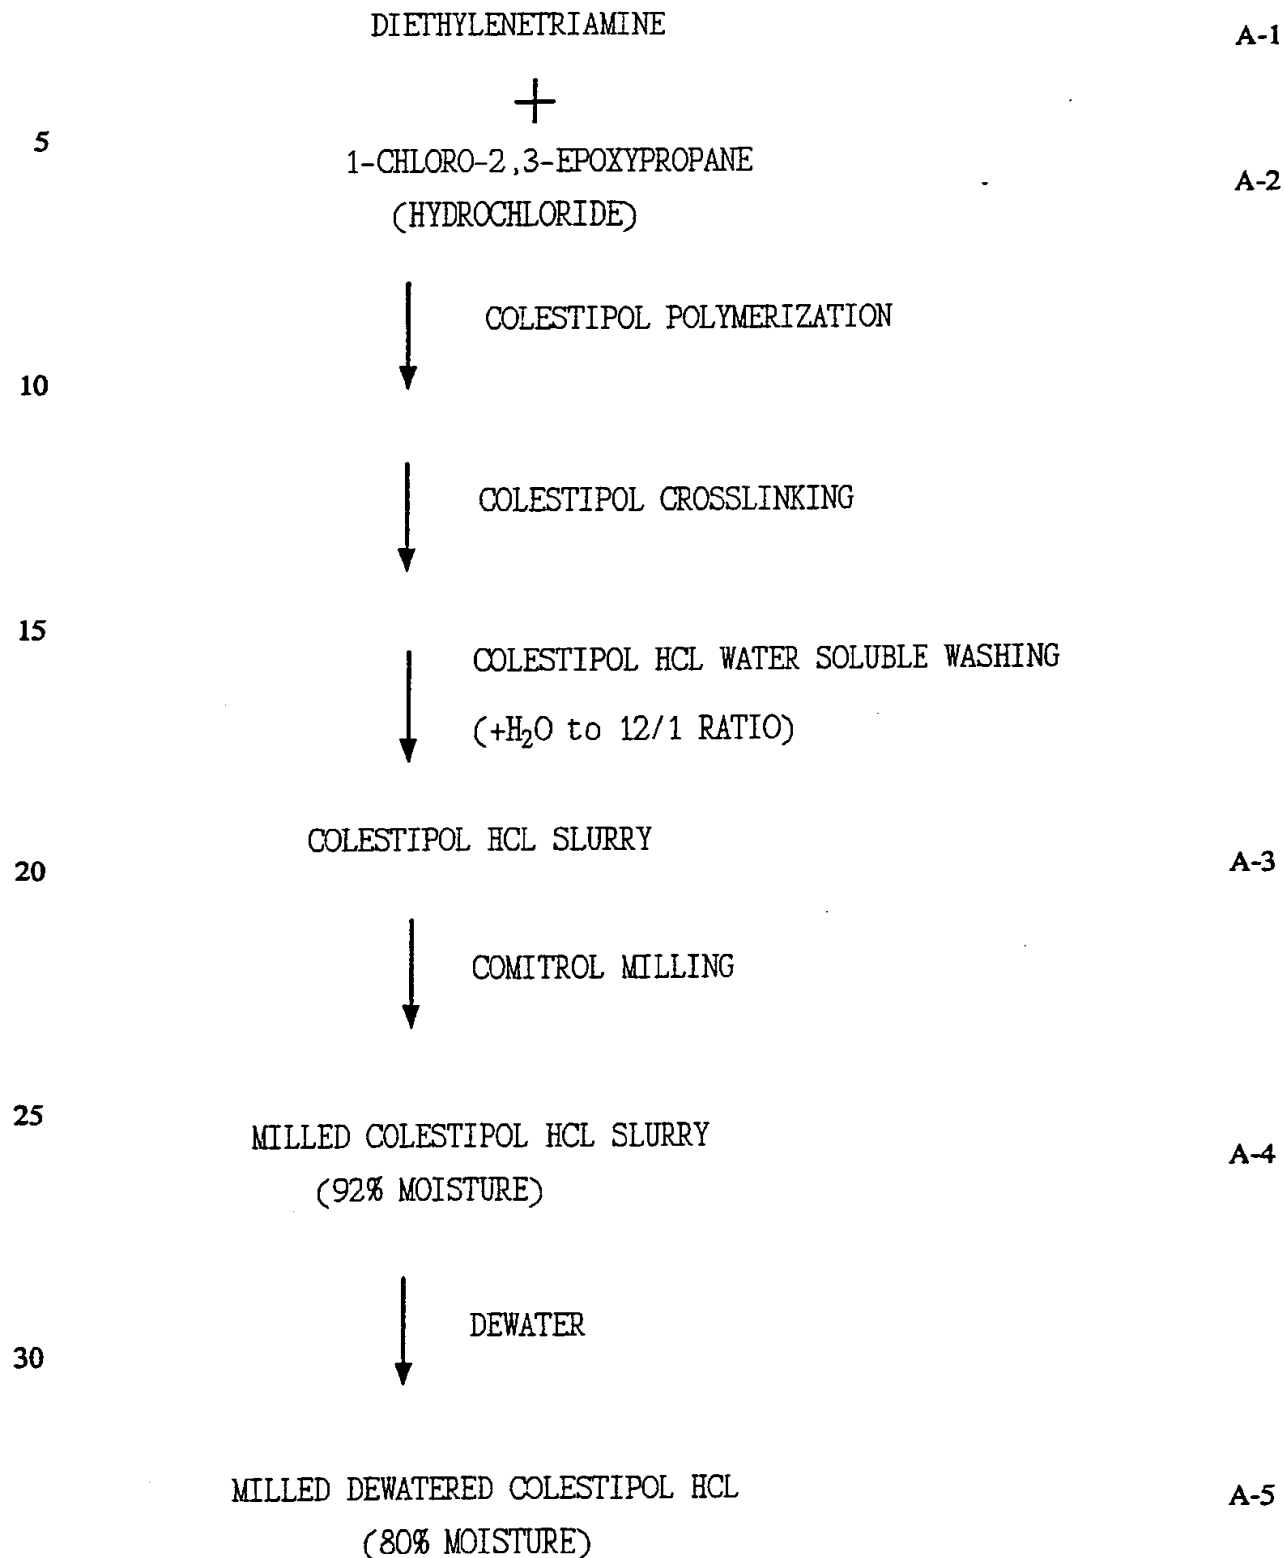 DIETHYLENETRIAMINE A-1
+
5
1-CHLORO-2,3-EPOXYPROPANE A-2
(HYDROCHLORIDE)
COLESTIPOL POLYMERIZATION
10
COLESTIPOL CROSSLINKING
15
COLESTIPOL HCL WATER SOLUBLE WASHING
(+H₂O to 12/1 RATIO)
COLESTIPOL HCL SLURRY A-3
20
COMITROL MILLING
25
MILLED COLESTIPOL HCL SLURRY A-4
(92% MOISTURE)
DEWATER
30
MILLED DEWATERED COLESTIPOL HCL A-5
(80% MOISTURE)